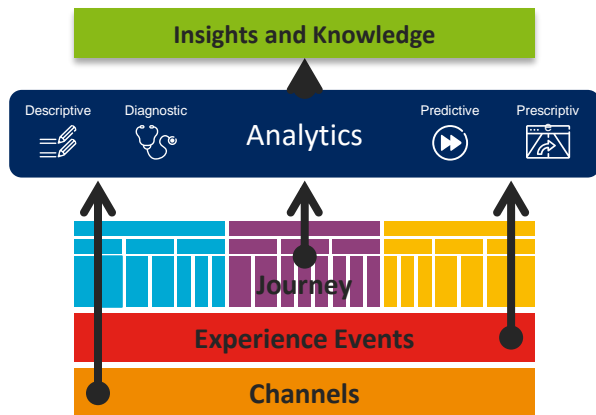 Insights and Knowledge
Descriptive
Diagnostic
Analytics
Predictive
Prescriptiv
e
Journey
Experience Events
Channels